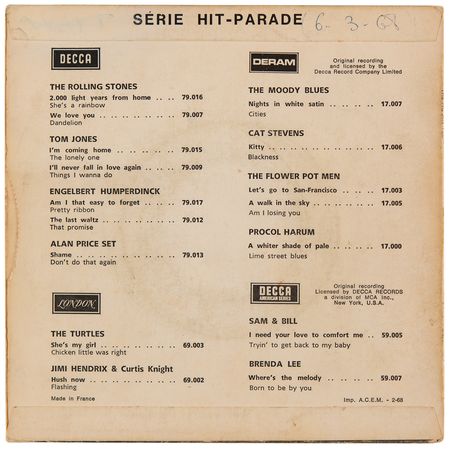 SÉRIE HIT-PARADE 6-3-68
DECCA
THE ROLLING STONES
2.000 light years from home .. .. 79.016
She's a rainbow
We love you .. .. .. .. .. .. 79.007
Dandelion
TOM JONES
I'm coming home .. .. .. .. .. 79.015
The lonely one
I'll never fall in love again .. .. 79.009
Things I wanna do
ENGELBERT HUMPERDINCK
Am I that easy to forget .. .. .. 79.017
Pretty ribbon
The last waltz .. .. .. .. .. .. 79.012
That promise
ALAN PRICE SET
Shame .. .. .. .. .. .. .. 79.013
Don't do that again
LONDON
THE TURTLES
She's my girl .. .. .. .. .. .. 69.003
Chicken little was right
JIMI HENDRIX & Curtis Knight
Hush now .. .. .. .. .. .. .. 69.002
Flashing
Made in France
DERAM
Original recording
and licensed by the
Decca Record Company Limited
THE MOODY BLUES
Nights in white satin .. .. .. .. 17.007
Cities
CAT STEVENS
Kitty .. .. .. .. .. .. .. .. 17.006
Blackness
THE FLOWER POT MEN
Let's go to San-Francisco .. .. .. 17.003
A walk in the sky .. .. .. .. .. 17.005
Am I losing you
PROCOL HARUM
A whiter shade of pale .. .. .. .. 17.000
Lime street blues
DECCA
AMERICAN SERIES
Original recording
Licensed by DECCA RECORDS
a division of MCA Inc.,
New York, U.S.A.
SAM & BILL
I need your love to comfort me .. 59.005
Tryin' to get back to my baby
BRENDA LEE
Where's the melody .. .. .. .. 59.007
Born to be by you
Imp. A.C.E.M. - 2-68